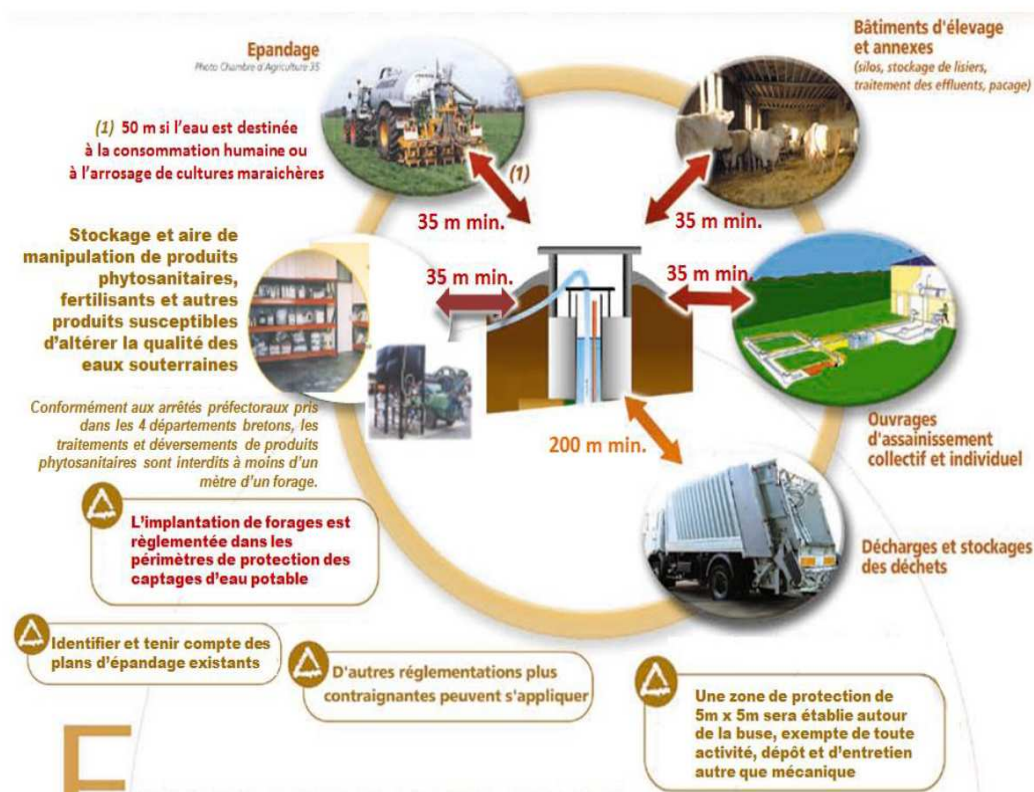 Epandage
Photo Chambre d'Agriculture 35
Bâtiments d'élevage
et annexes
(silos, stockage de lisiers,
traitement des effluents, pacage)
(1) 50 m si l'eau est destinée
à la consommation humaine ou
à l'arrosage de cultures maraichères
(1)
35 m min.
35 m min.
Stockage et aire de
manipulation de produits
phytosanitaires,
fertilisants et autres
produits susceptibles
d'altérer la qualité des
eaux souterraines
35 m min.
35 m min.
Conformément aux arrêtés préfectoraux pris
dans les 4 départements bretons, les
traitements et déversements de produits
phytosanitaires sont interdits à moins d'un
mètre d'un forage.
Ouvrages
d'assainissement
collectif et individuel
200 m min.
L'implantation de forages est
règlementée dans les
périmètres de protection des
captages d'eau potable
Décharges et stockages
des déchets
Identifier et tenir compte des
plans d'épandage existants
D'autres réglementations plus
contraignantes peuvent s'appliquer
Une zone de protection de
5m x 5m sera établie autour
de la buse, exempte de toute
activité, dépôt et d'entretien
autre que mécanique
E